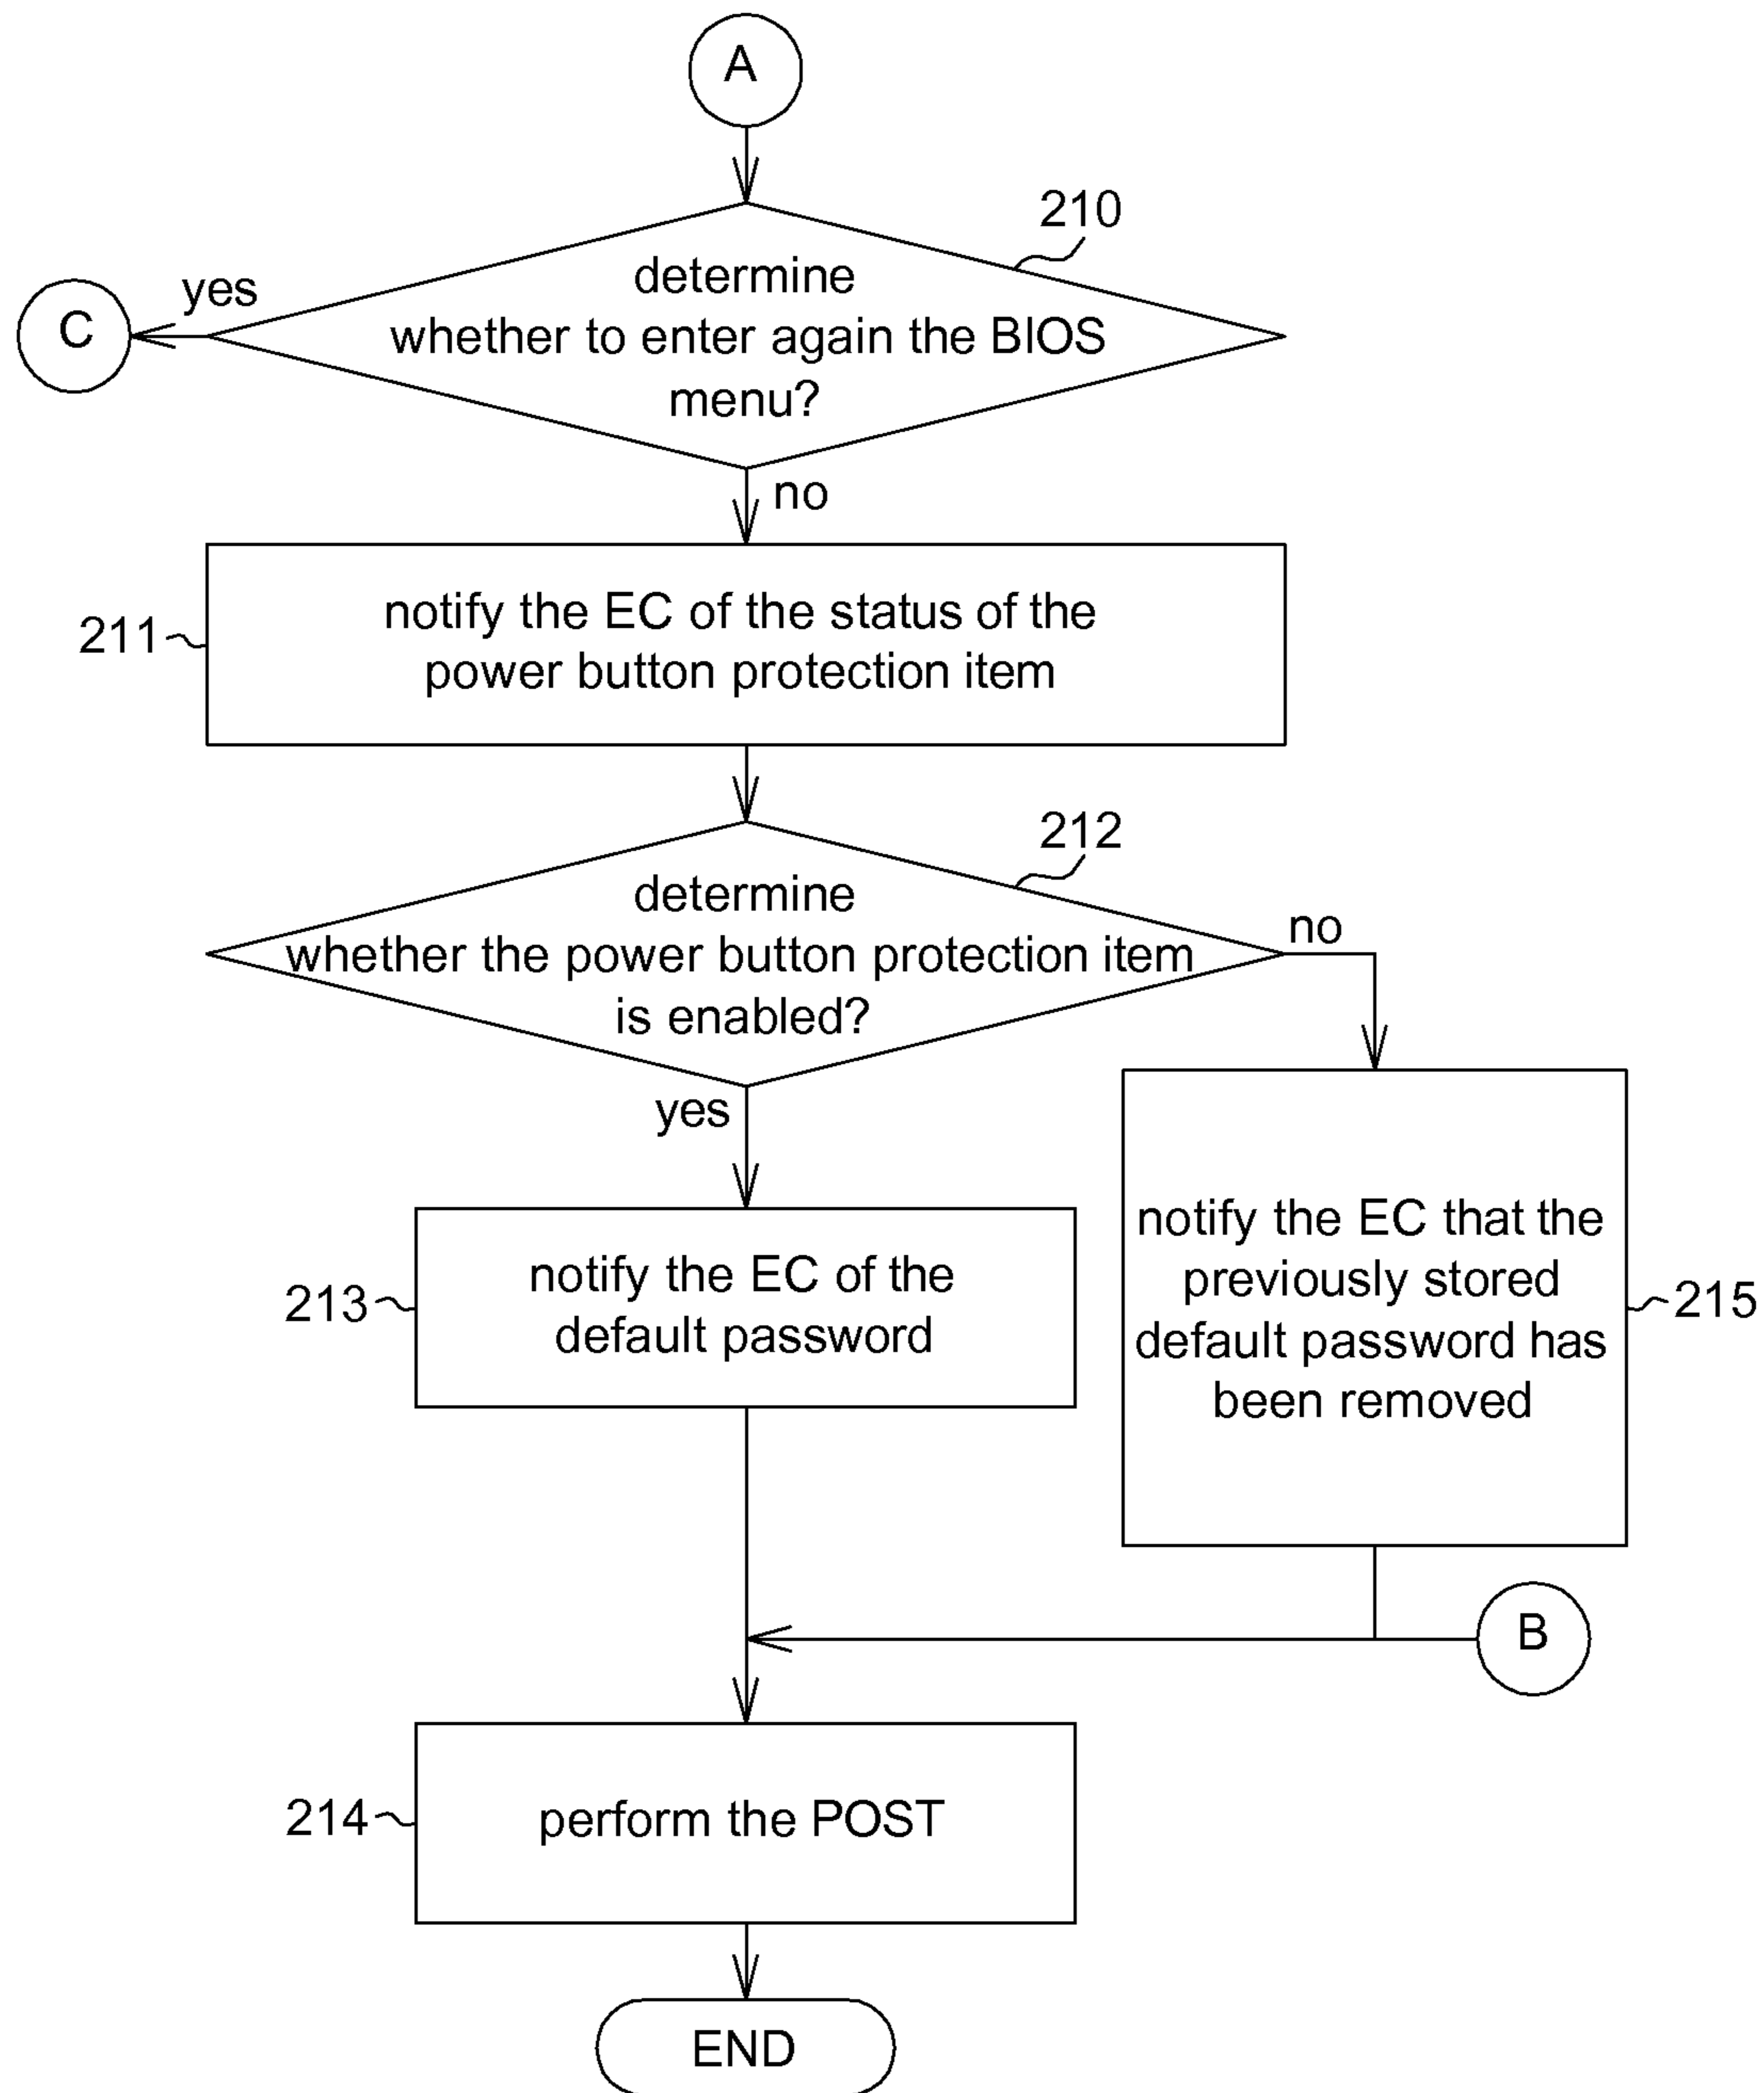 A
210
determine
whether to enter again the BIOS
menu?
yes
C
no
211
notify the EC of the status of the
power button protection item
212
determine
whether the power button protection item
is enabled?
no
yes
213
notify the EC of the
default password
notify the EC that the
previously stored
default password has
been removed
215
B
214
perform the POST
END